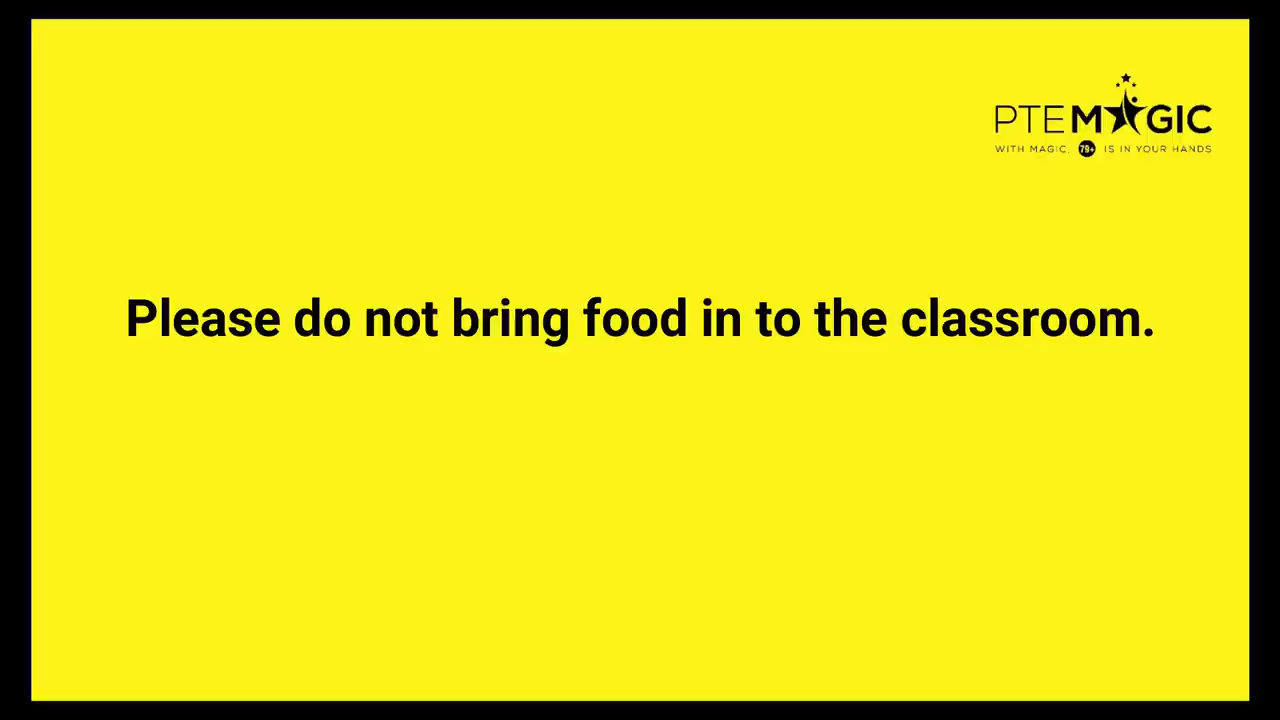 PTEMAGIC
WITH MAGIC, 79+ IS IN YOUR HANDS
Please do not bring food in to the classroom.